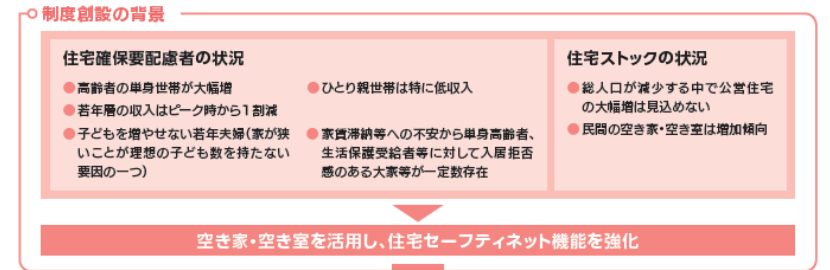 制度創設の背景
住宅確保要配慮者の状況
●高齢者の単身世帯が大幅増
●若年層の収入はピーク時から1割減
●子どもを増やせない若年夫婦(家が狭
いことが理想の子ども数を持たない
要因の一つ)
●ひとり親世帯は特に低収入
●家賃滞納等への不安から単身高齢者、
生活保護受給者等に対して入居拒否
感のある大家等が一定数存在
住宅ストックの状況
●総人口が減少する中で公営住宅
の大幅増は見込めない
●民間の空き家・空き室は増加傾向
空き家・空き室を活用し、住宅セーフティネット機能を強化